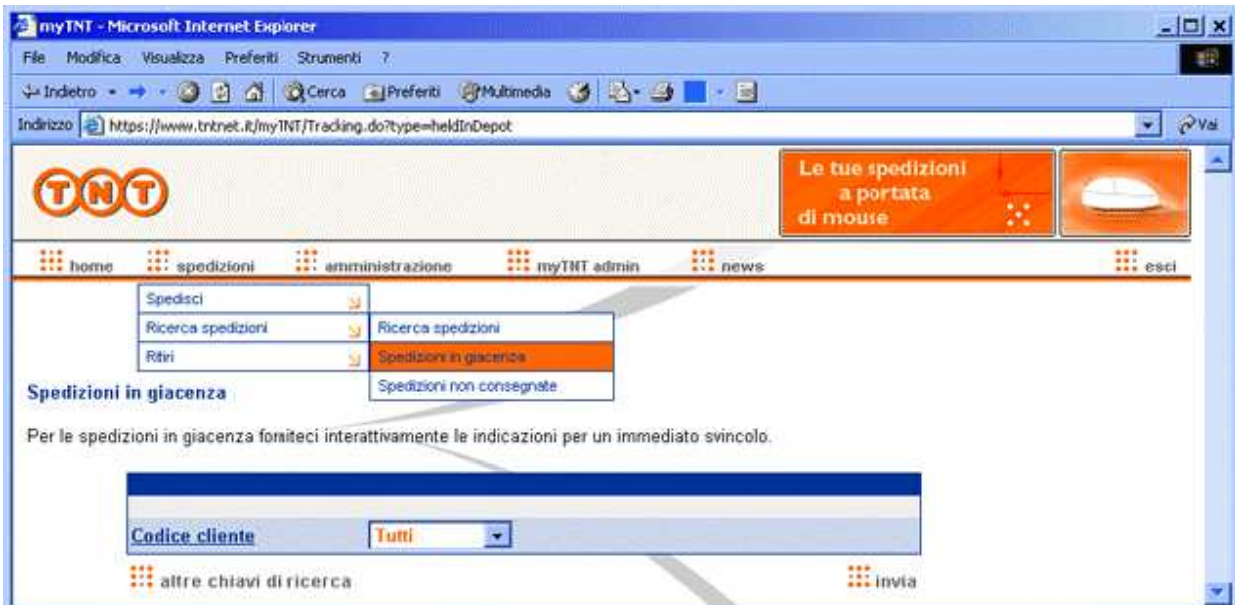 myTNT - Microsoft Internet Explorer
File Modifica Visualizza Preferiti Strumenti ?
Indietro Cerca Preferiti Multimedia
Indirizzo https://www.tntnet.it/myTNT/Tracking.do?type=heldInDepot Vai
TNT
Le tue spedizioni
a portata
di mouse
home spedizioni amministrazione myTNT admin news esci
Spedisci
Ricerca spedizioni Ricerca spedizioni
Ritiri Spedizioni in giacenza
Spedizioni non consegnate
Spedizioni in giacenza
Per le spedizioni in giacenza forniteci interattivamente le indicazioni per un immediato svincolo.
Codice cliente Tutti
altre chiavi di ricerca invia